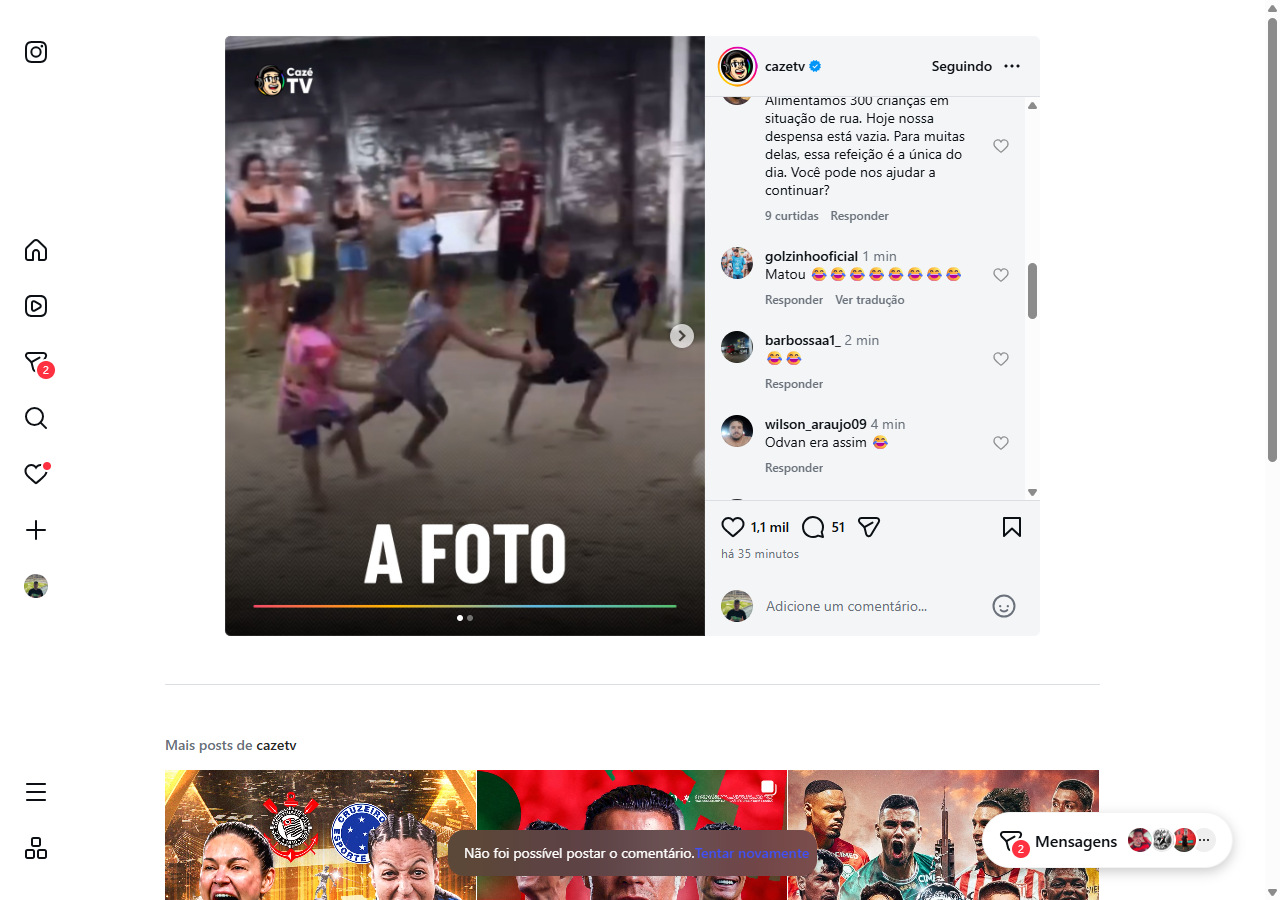 Cazé
TV
A FOTO
cazetv
Seguindo
Alimentamos 300 crianças em
situação de rua. Hoje nossa
despensa está vazia. Para muitas
delas, essa refeição é a única do
dia. Você pode nos ajudar a
continuar?
9 curtidas Responder
golzinhooficial 1 min
Matou 😂😂😂😂😂😂😂😂
Responder Ver tradução
barbossaa1_ 2 min
😂😂
Responder
wilson_araujo09 4 min
Odvan era assim 😂
Responder
1,1 mil 51
há 35 minutos
Adicione um comentário...
2
Mais posts de cazetv
CRUZEIRO
Não foi possível postar o comentário. Tentar novamente
2
Mensagens